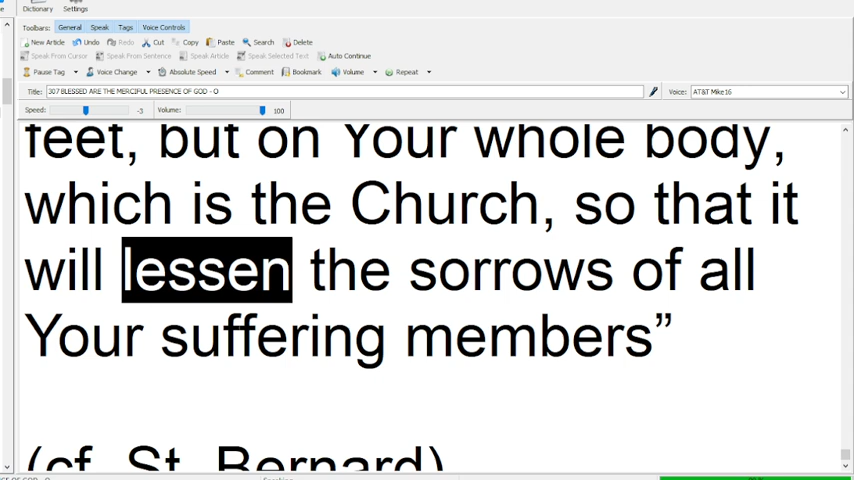 Dictionary Settings
Toolbars: General Speak Tags Voice Controls
New Article Undo Redo Cut Copy Paste Search Delete
Speak From Cursor Speak From Sentence Speak Article Speak Selected Text Auto Continue
Pause Tag Voice Change Absolute Speed Comment Bookmark Volume Repeat
Title: 307 BLESSED ARE THE MERCIFUL PRESENCE OF GOD - O Voice: AT&T Mike16
Speed: -3 Volume: 100
feet, but on Your whole body,
which is the Church, so that it
will lessen the sorrows of all
Your suffering members”
(cf. St. Bernard)